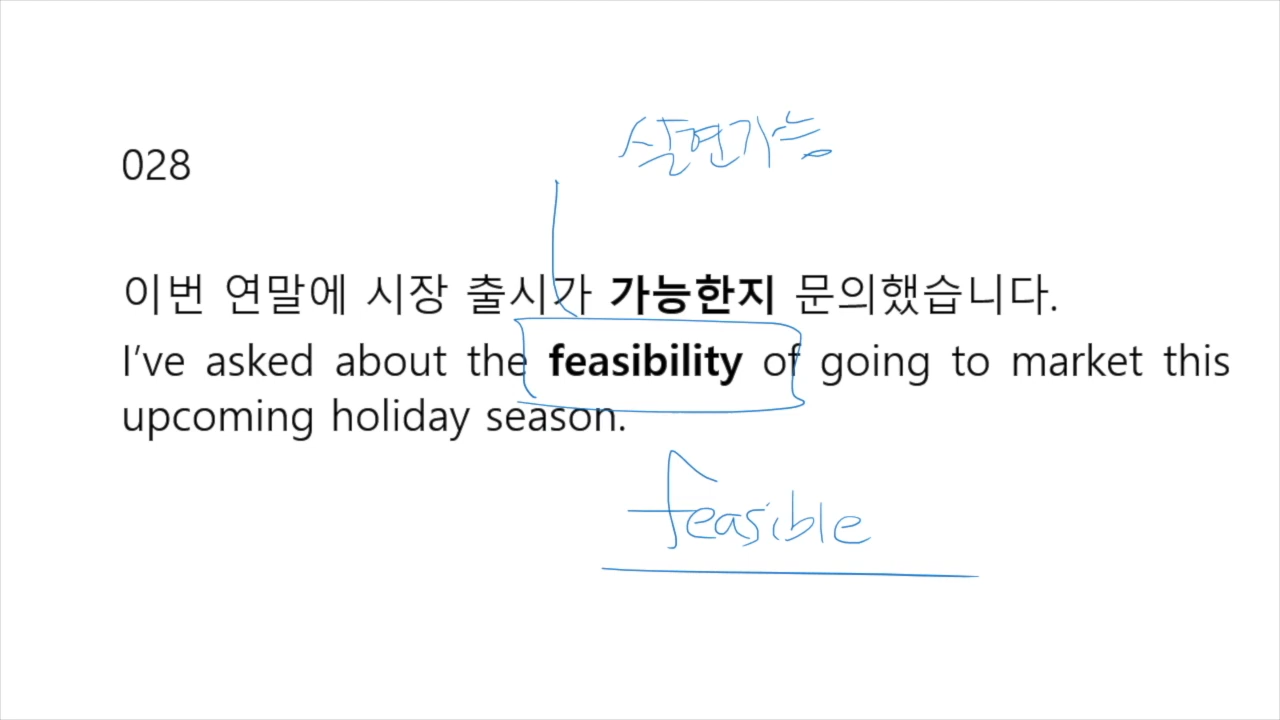 028
실현가능
이번 연말에 시장 출시가 가능한지 문의했습니다.
I've asked about the feasibility of going to market this
upcoming holiday season.
feasible